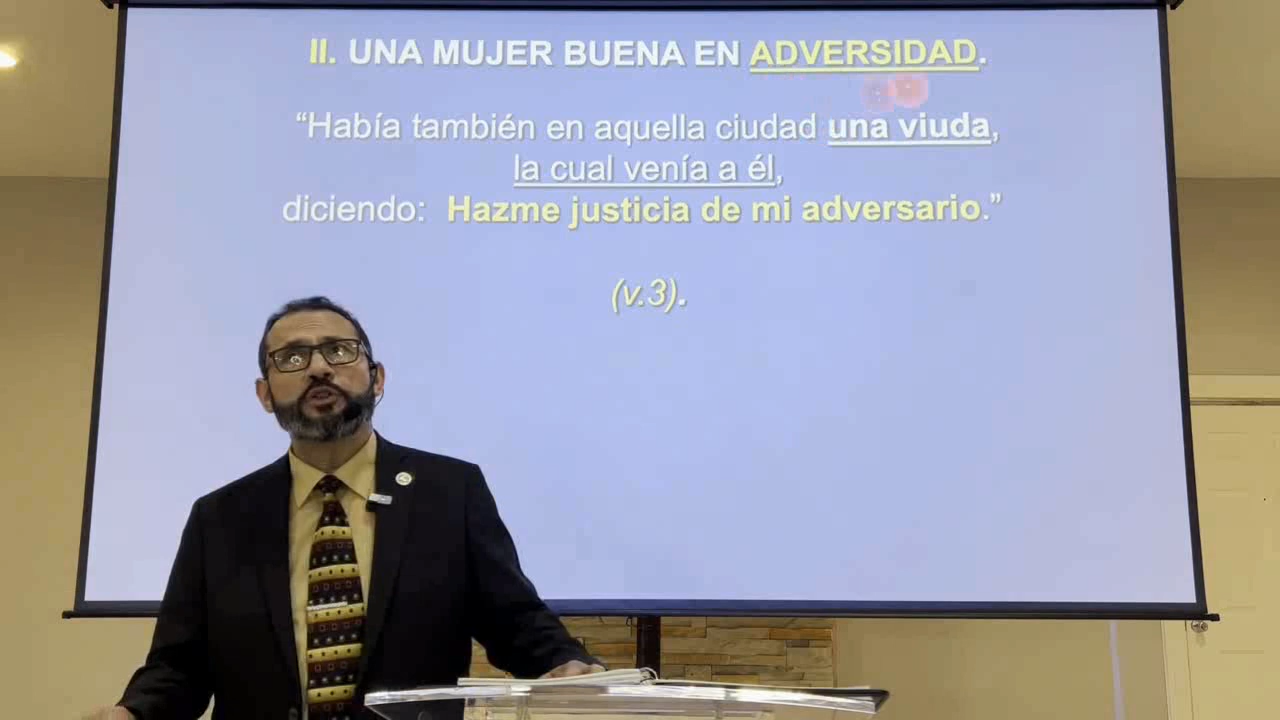 II. UNA MUJER BUENA EN ADVERSIDAD.
“Había también en aquella ciudad una viuda,
la cual venía a él,
diciendo: Hazme justicia de mi adversario.”
(v.3).